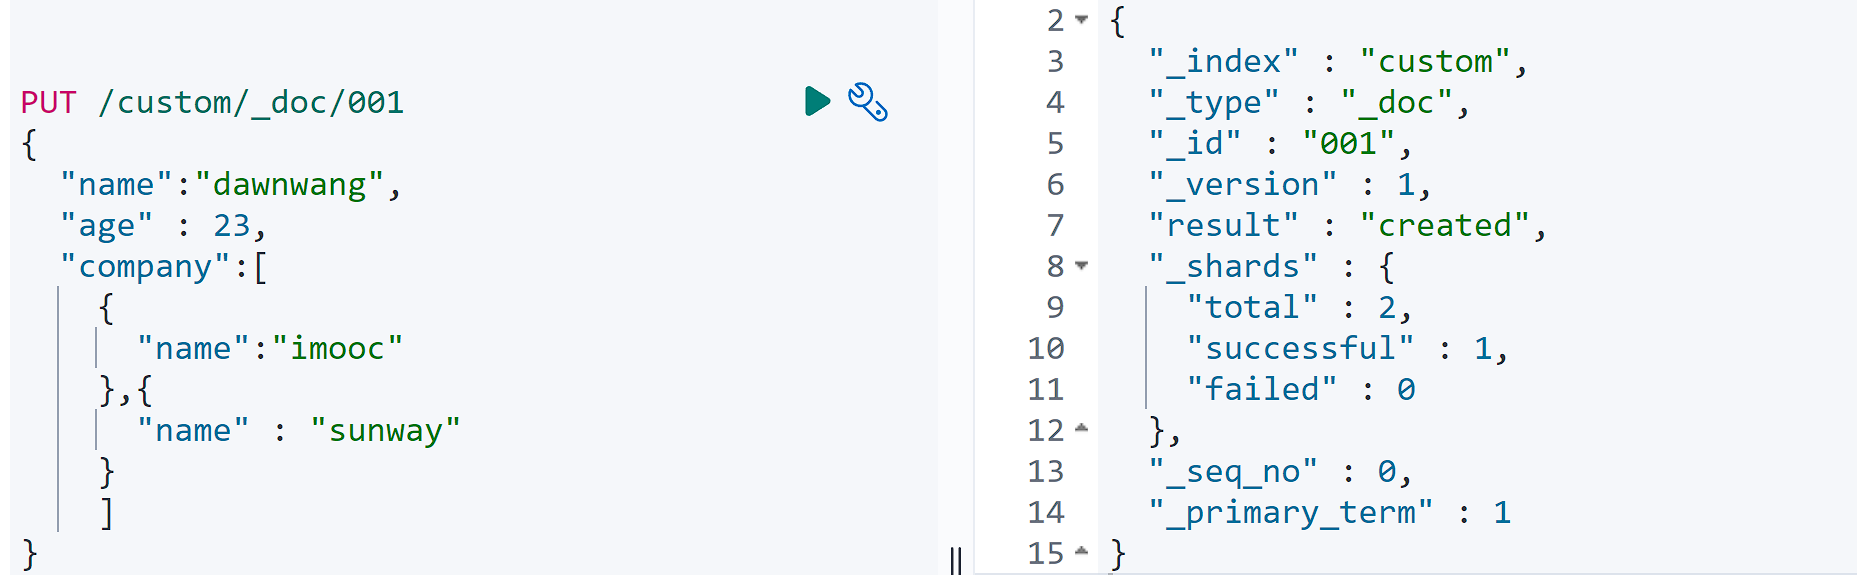 PUT /custom/_doc/001
{
  "name":"dawnwang",
  "age" : 23,
  "company":[
    {
      "name":"imooc"
    },{
      "name" : "sunway"
    }
    ]
}
2 {
3   "_index" : "custom",
4   "_type" : "_doc",
5   "_id" : "001",
6   "_version" : 1,
7   "result" : "created",
8   "_shards" : {
9     "total" : 2,
10     "successful" : 1,
11     "failed" : 0
12   },
13   "_seq_no" : 0,
14   "_primary_term" : 1
15 }